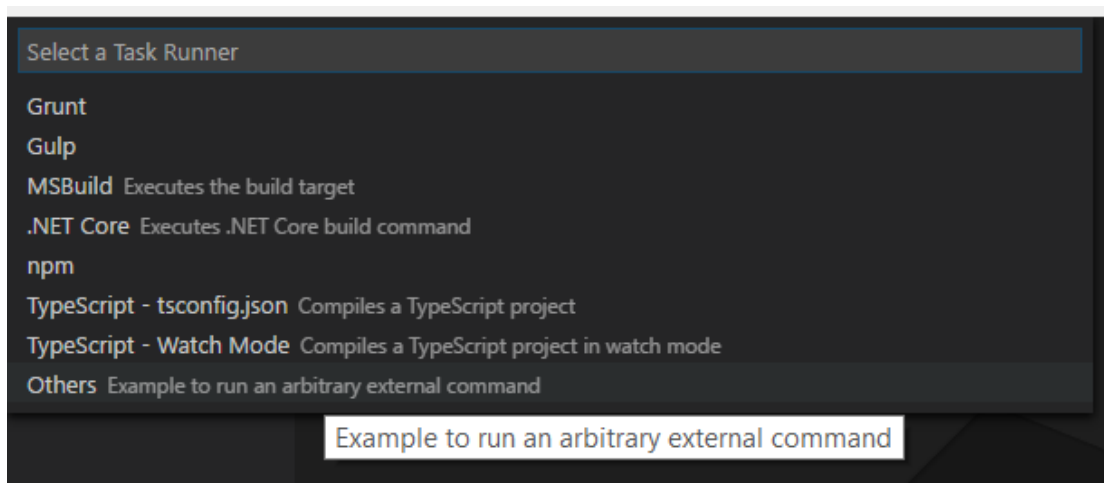 Select a Task Runner
Grunt
Gulp
MSBuild Executes the build target
.NET Core Executes .NET Core build command
npm
TypeScript - tsconfig.json Compiles a TypeScript project
TypeScript - Watch Mode Compiles a TypeScript project in watch mode
Others Example to run an arbitrary external command
Example to run an arbitrary external command